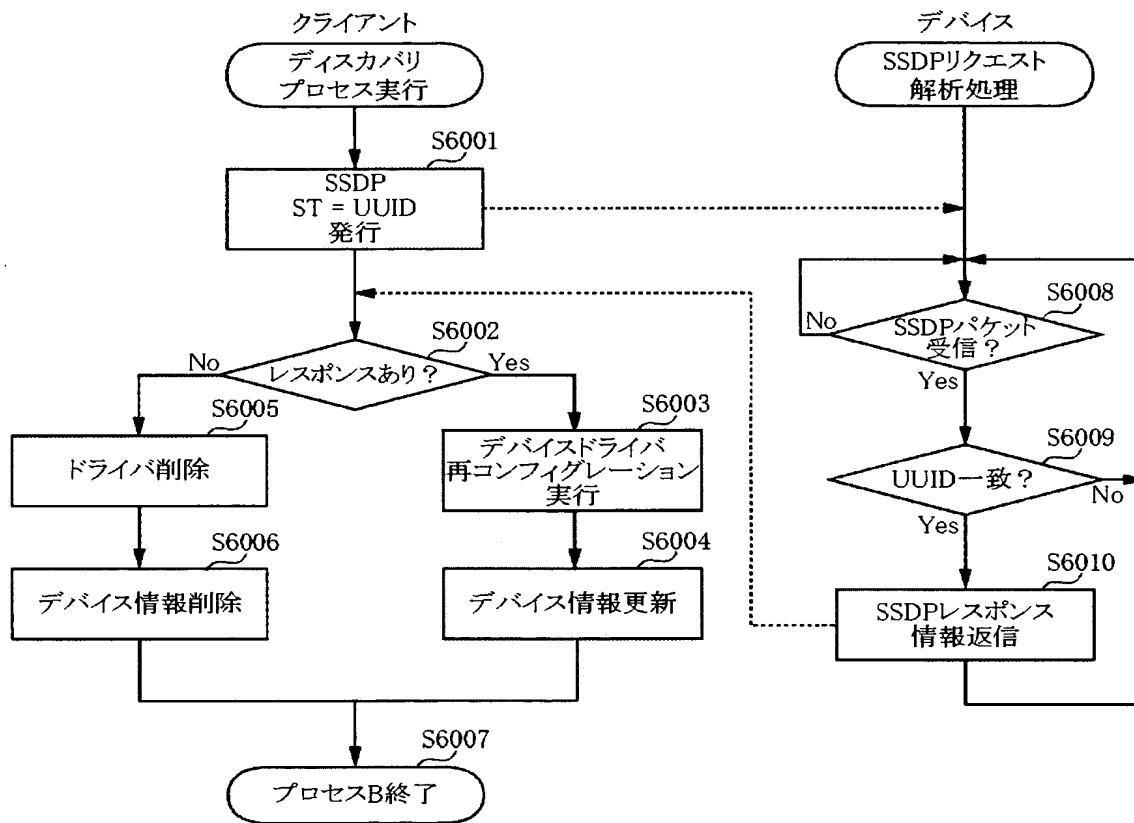 クライアント
ディスカバリ
プロセス実行
S6001
SSDP
ST = UUID
発行
S6002
No
レスポンスあり？
Yes
S6005
ドライバ削除
S6003
デバイスドライバ
再コンフィグレーション
実行
S6006
デバイス情報削除
S6004
デバイス情報更新
S6007
プロセスB終了
デバイス
SSDPリクエスト
解析処理
S6008
No
SSDPパケット
受信？
Yes
S6009
UUID一致？
No
Yes
S6010
SSDPレスポンス
情報返信